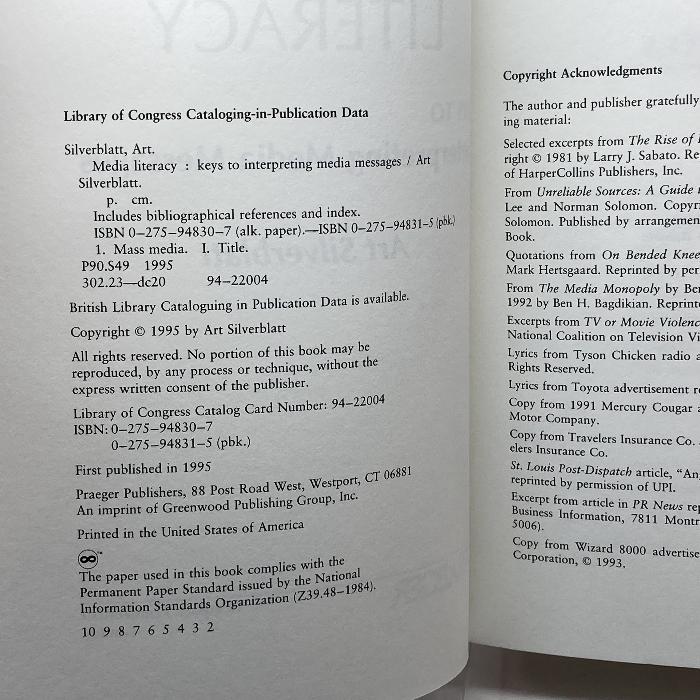 LITERACY
Library of Congress Cataloging-in-Publication Data
Silverblatt, Art.
Media literacy : keys to interpreting media messages / Art
Silverblatt.
p. cm.
Includes bibliographical references and index.
ISBN 0-275-94830-7 (alk. paper).—ISBN 0-275-94831-5 (pbk.)
1. Mass media. I. Title.
P90.S49 1995
302.23—dc20 94-22004
British Library Cataloguing in Publication Data is available.
Copyright © 1995 by Art Silverblatt
All rights reserved. No portion of this book may be
reproduced, by any process or technique, without the
express written consent of the publisher.
Library of Congress Catalog Card Number: 94-22004
ISBN: 0-275-94830-7
0-275-94831-5 (pbk.)
First published in 1995
Praeger Publishers, 88 Post Road West, Westport, CT 06881
An imprint of Greenwood Publishing Group, Inc.
Printed in the United States of America
The paper used in this book complies with the
Permanent Paper Standard issued by the National
Information Standards Organization (Z39.48-1984).
10 9 8 7 6 5 4 3 2
Copyright Acknowledgments
The author and publisher gratefully
ing material:
Selected excerpts from The Rise of
right © 1981 by Larry J. Sabato. Re
of HarperCollins Publishers, Inc.
From Unreliable Sources: A Guide
Lee and Norman Solomon. Copyri
Solomon. Published by arrangemen
Book.
Quotations from On Bended Knee
Mark Hertsgaard. Reprinted by per
From The Media Monopoly by Be
1992 by Ben H. Bagdikian. Reprinte
Excerpts from TV or Movie Violenc
National Coalition on Television Vi
Lyrics from Tyson Chicken radio a
Rights Reserved.
Lyrics from Toyota advertisement re
Copy from 1991 Mercury Cougar a
Motor Company.
Copy from Travelers Insurance Co.
elers Insurance Co.
St. Louis Post-Dispatch article, “An
reprinted by permission of UPI.
Excerpt from article in PR News rep
Business Information, 7811 Montr
5006).
Copy from Wizard 8000 advertise
Corporation, © 1993.